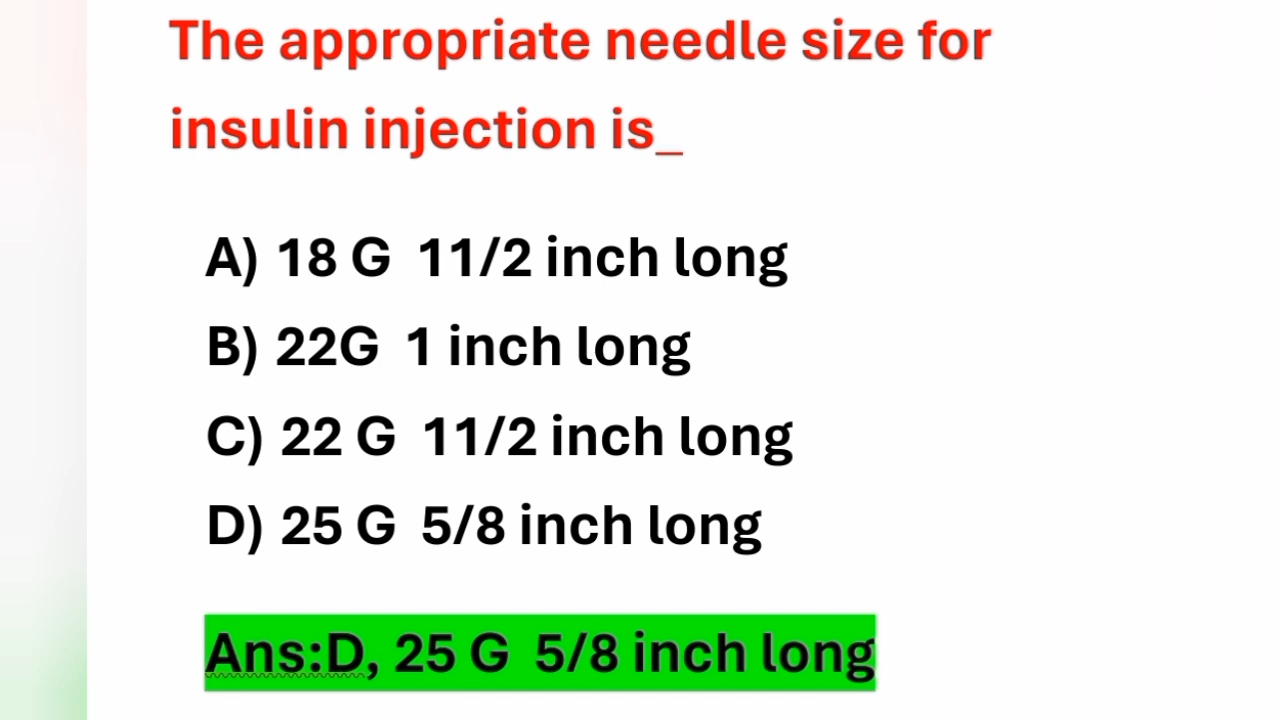 The appropriate needle size for
insulin injection is_
A) 18 G 11/2 inch long
B) 22G 1 inch long
C) 22 G 11/2 inch long
D) 25 G 5/8 inch long
Ans:D, 25 G 5/8 inch long